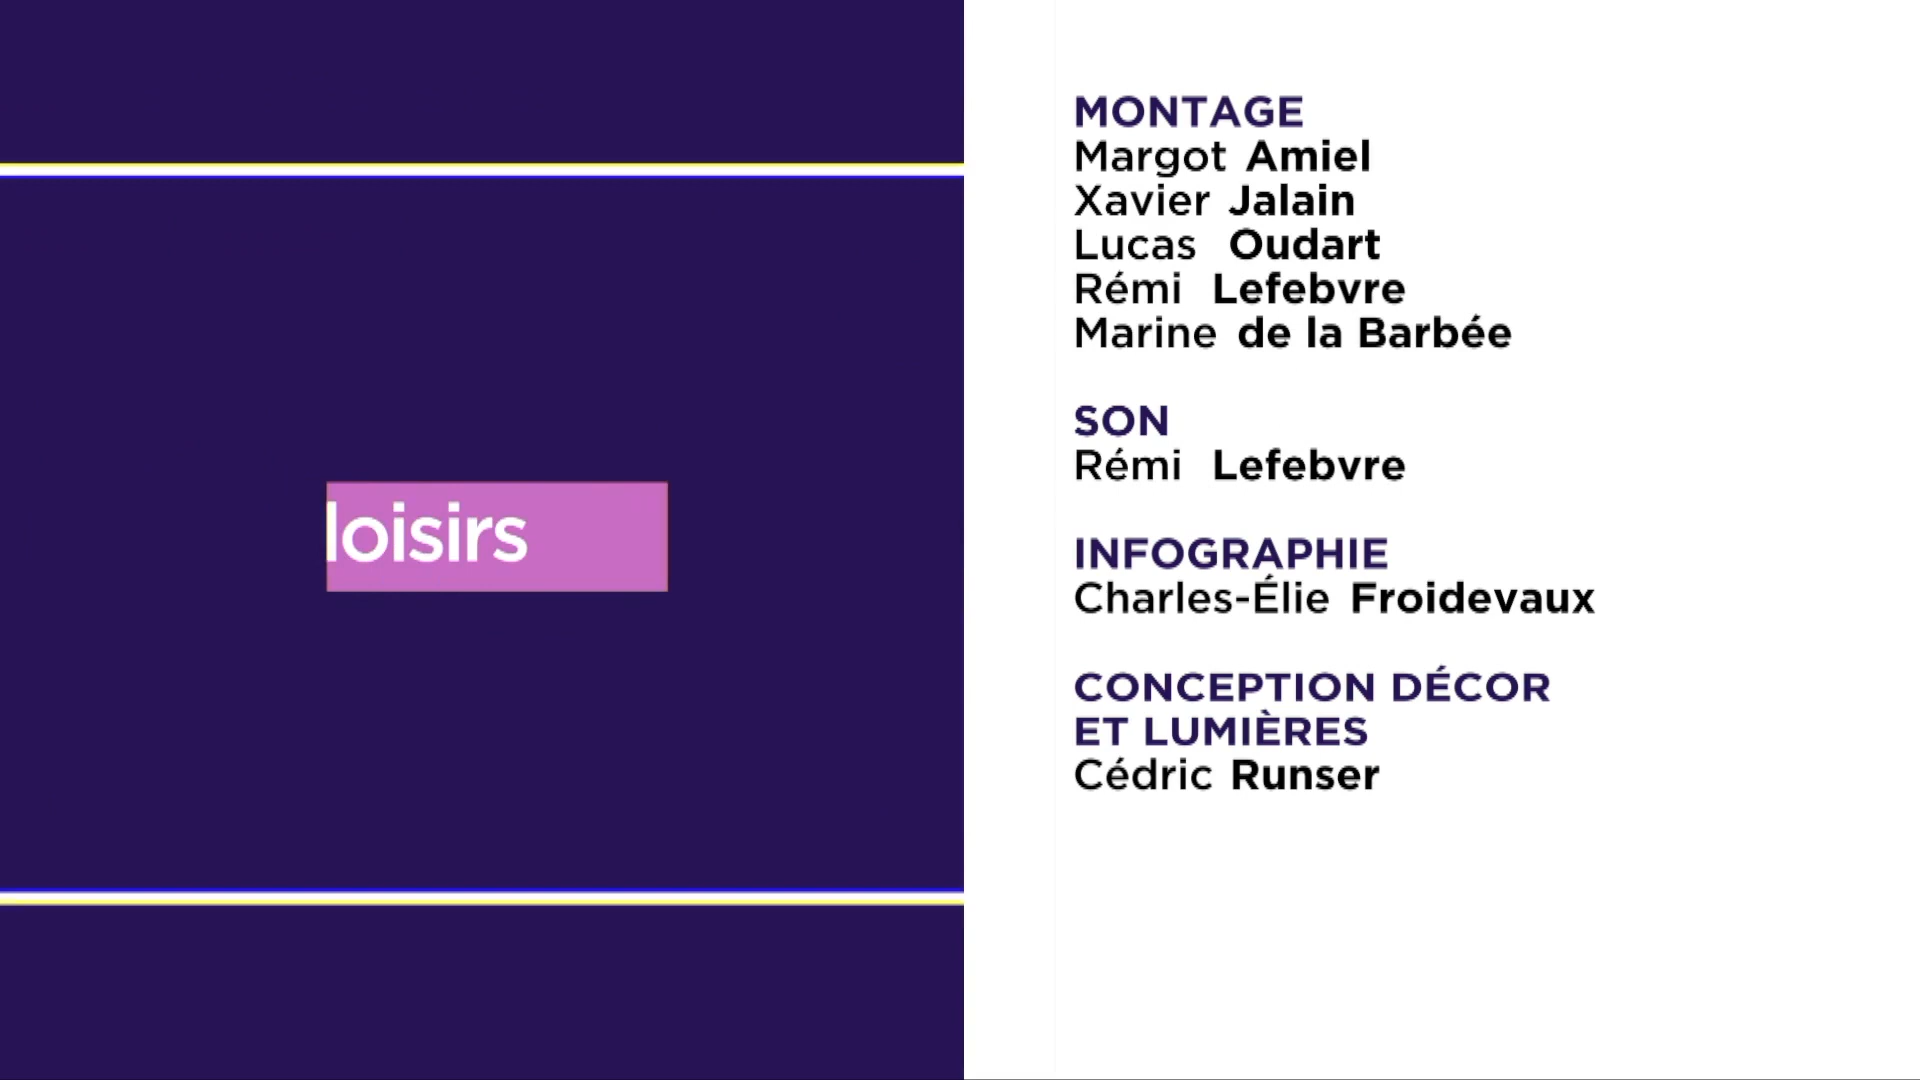 loisirs
MONTAGE
Margot Amiel
Xavier Jalain
Lucas Oudart
Rémi Lefebvre
Marine de la Barbée
SON
Rémi Lefebvre
INFOGRAPHIE
Charles-Élie Froidevaux
CONCEPTION DÉCOR
ET LUMIÈRES
Cédric Runser